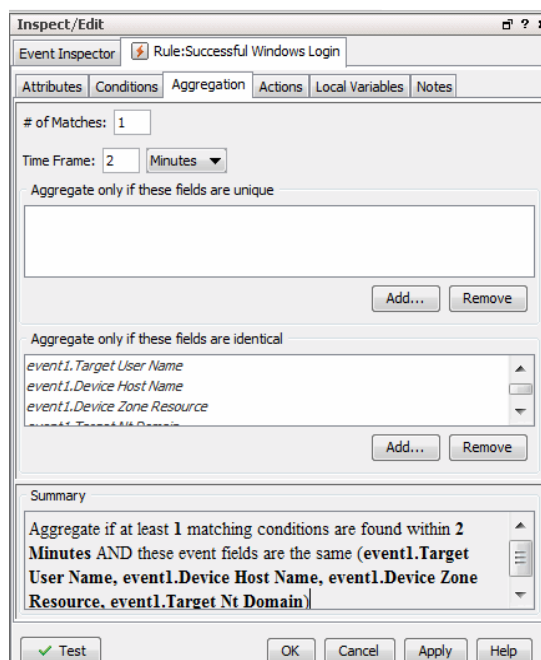 Inspect/Edit
Event Inspector Rule:Successful Windows Login
Attributes Conditions Aggregation Actions Local Variables Notes
# of Matches: 1
Time Frame: 2 Minutes
Aggregate only if these fields are unique
Add... Remove
Aggregate only if these fields are identical
event1.Target User Name
event1.Device Host Name
event1.Device Zone Resource
event1.Target Nt Domain
Add... Remove
Summary
Aggregate if at least 1 matching conditions are found within 2
Minutes AND these event fields are the same (event1.Target
User Name, event1.Device Host Name, event1.Device Zone
Resource, event1.Target Nt Domain)
Test OK Cancel Apply Help